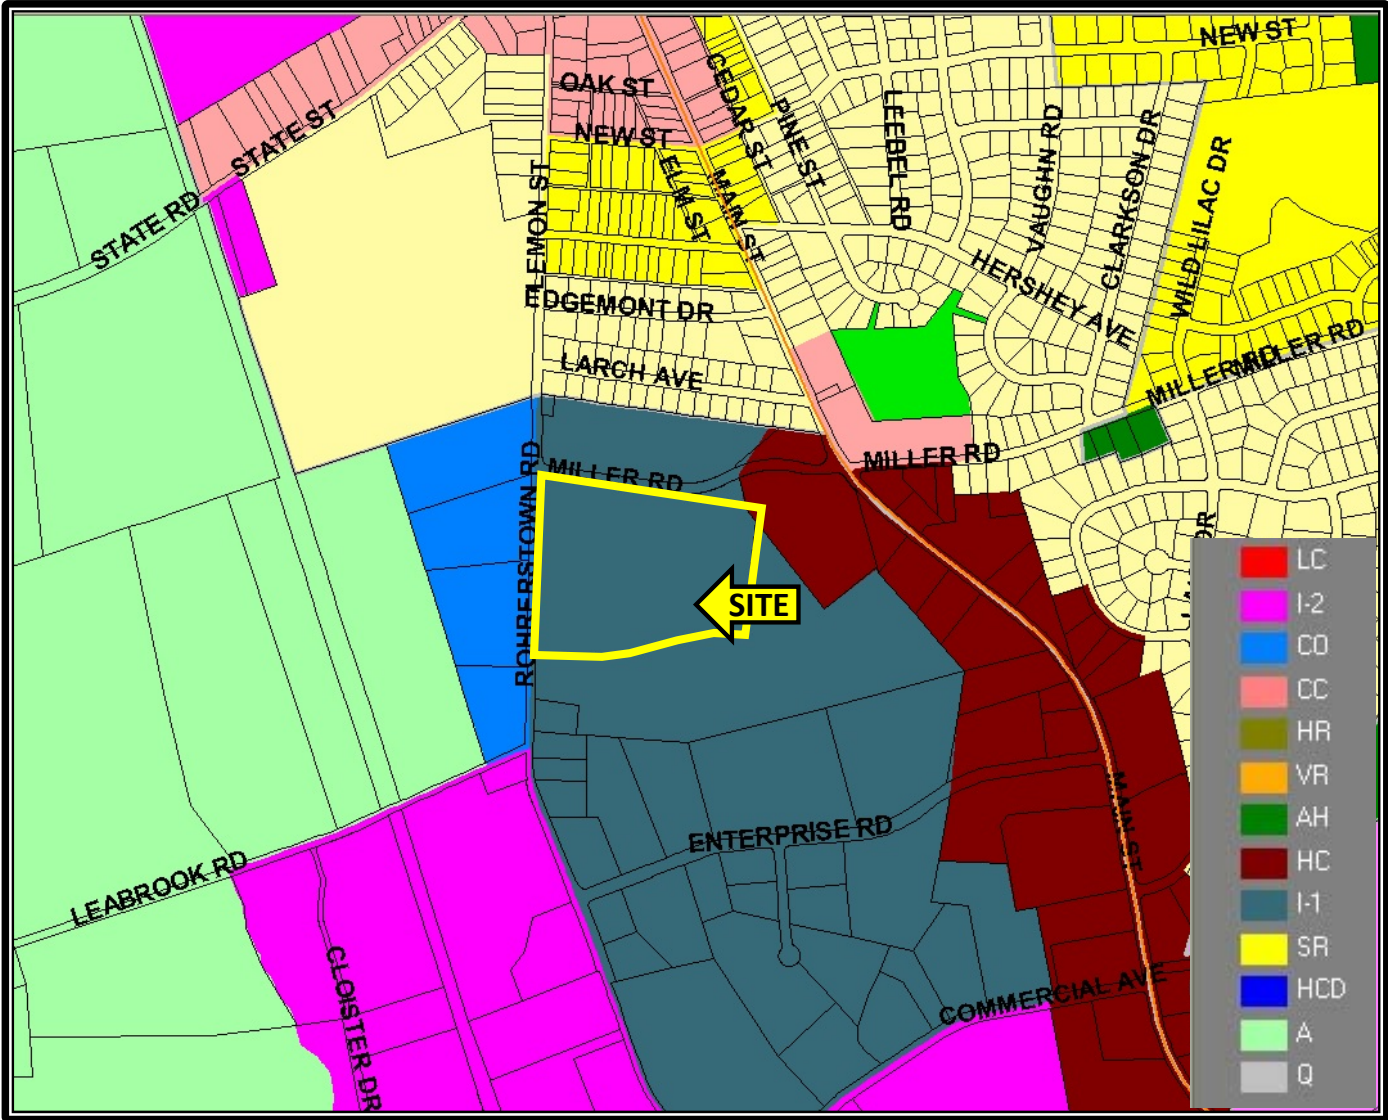 NEW ST
OAK ST
CEDAR ST
PINE ST
LEEBEL RD
VAUGHN RD
CLARKSON DR
WILD LILAC DR
STATE ST
NEW ST
ELM ST
MAIN ST
LEMON ST
STATE RD
HERSHEY AVE
EDGEMONT DR
MILLER RD
MILLER RD
LARCH AVE
MILLER RD
MILLER RD
ROHRERSTOWN RD
DR
SITE
MAIN ST
ENTERPRISE RD
LEABROOK RD
CLOISTER DR
COMMERCIAL AVE
LC
I-2
CO
CC
HR
VR
AH
HC
I-1
SR
HCD
A
Q